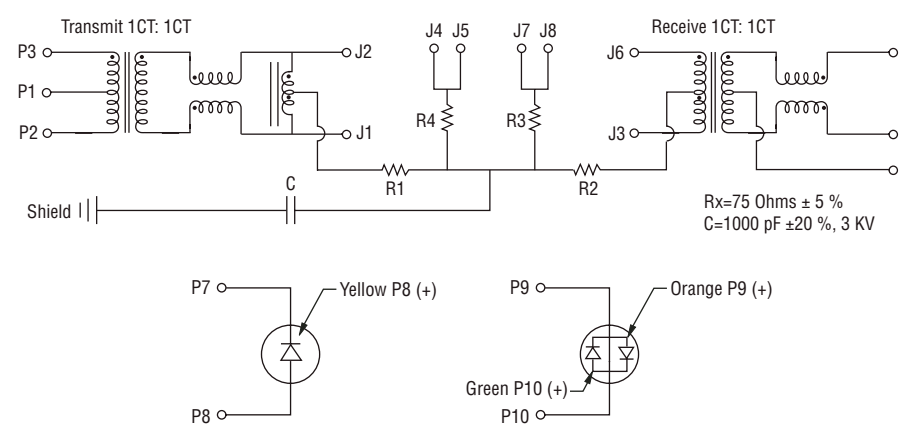 Transmit 1CT: 1CT
J4 J5
J7 J8
Receive 1CT: 1CT
P3
J2
J6
P1
R4
R3
P2
J1
J3
R1
R2
C
Shield
Rx=75 Ohms ± 5 %
C=1000 pF ±20 %, 3 KV
P7
Yellow P8 (+)
P9
Orange P9 (+)
Green P10 (+)
P8
P10